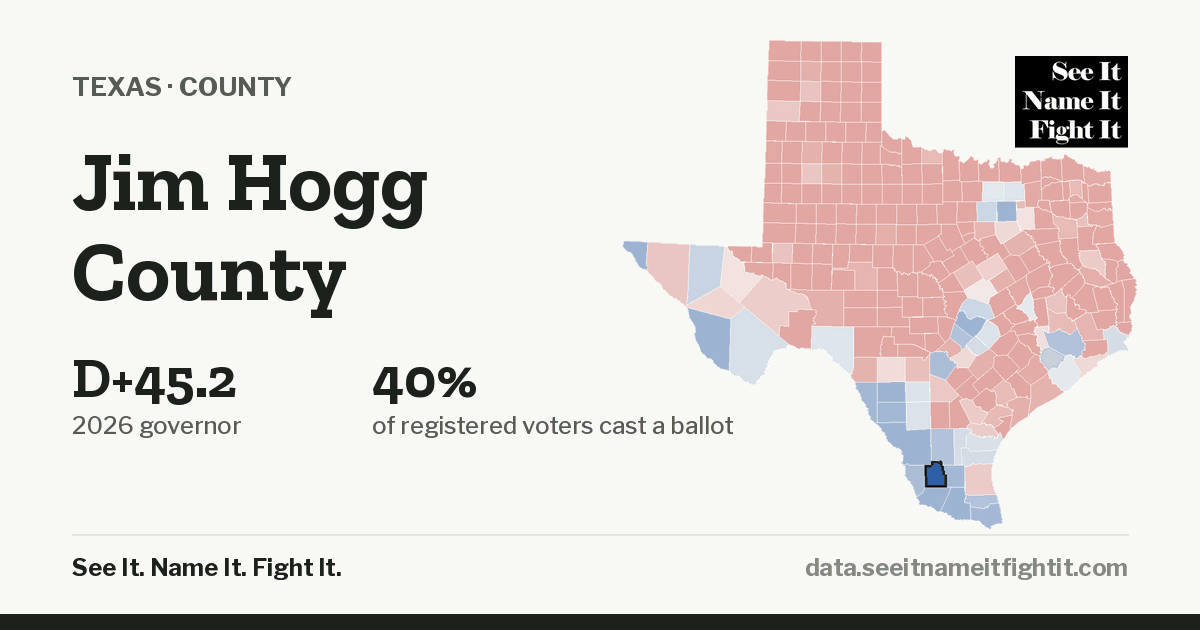 TEXAS · COUNTY
Jim Hogg
County
D+45.2
2026 governor
40%
of registered voters cast a ballot
See It
Name It
Fight It
See It. Name It. Fight It.
data.seeitnameitfightit.com